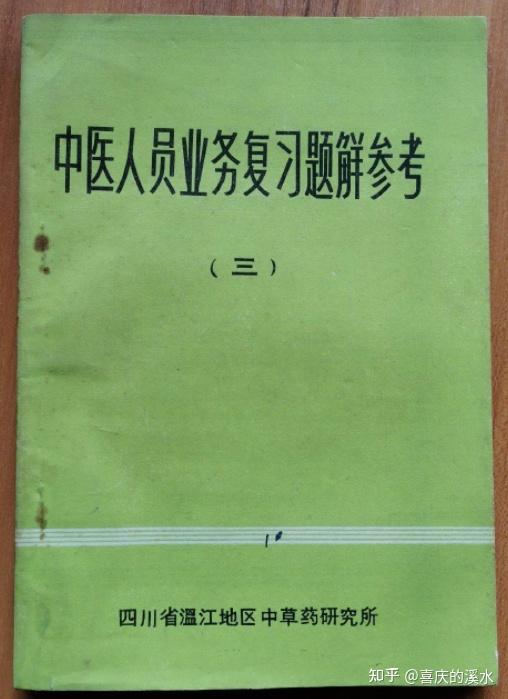 中医人员业务复习题解参考
（三）
四川省温江地区中草药研究所
知乎 @喜庆的溪水